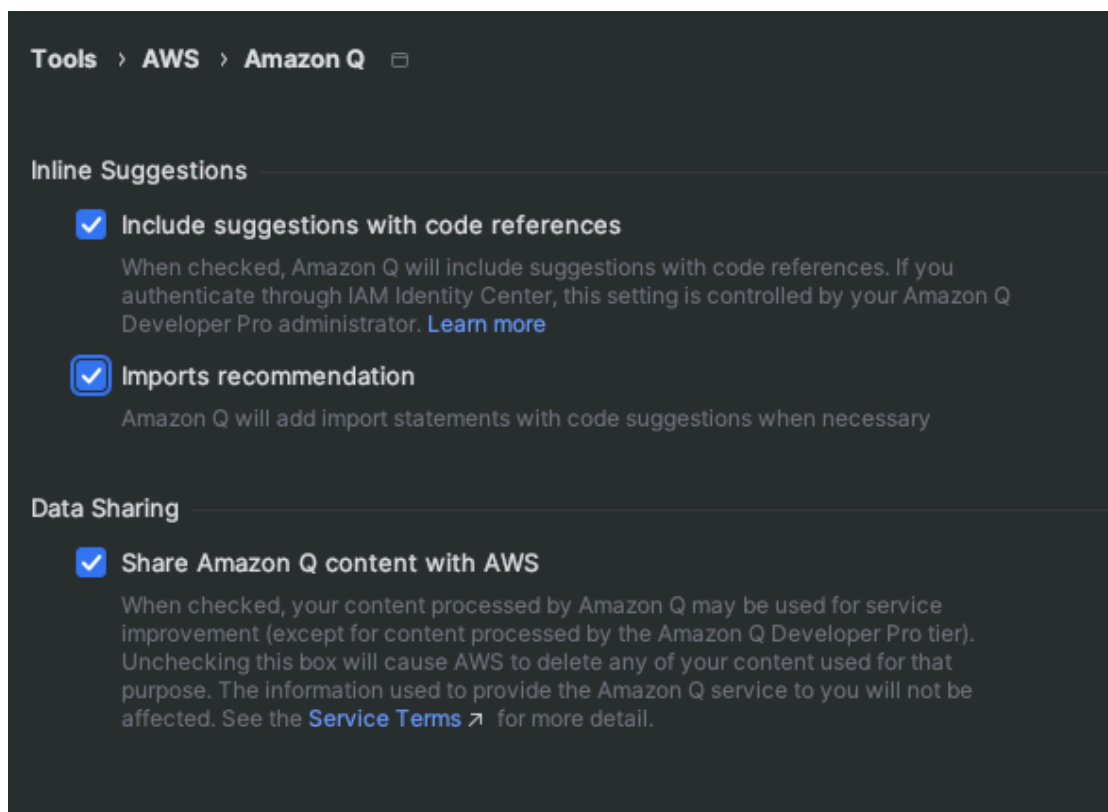 Tools > AWS > Amazon Q
Inline Suggestions
Include suggestions with code references
When checked, Amazon Q will include suggestions with code references. If you
authenticate through IAM Identity Center, this setting is controlled by your Amazon Q
Developer Pro administrator. Learn more
Imports recommendation
Amazon Q will add import statements with code suggestions when necessary
Data Sharing
Share Amazon Q content with AWS
When checked, your content processed by Amazon Q may be used for service
improvement (except for content processed by the Amazon Q Developer Pro tier).
Unchecking this box will cause AWS to delete any of your content used for that
purpose. The information used to provide the Amazon Q service to you will not be
affected. See the Service Terms ↗ for more detail.